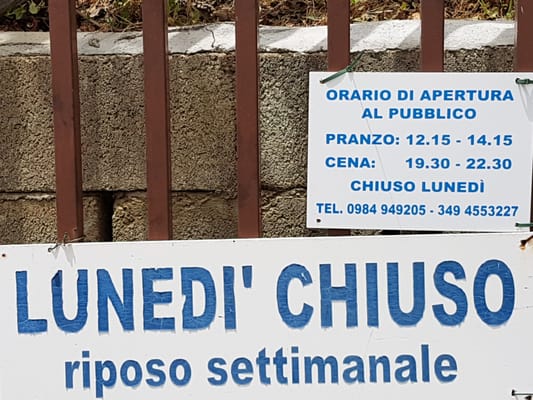 ORARIO DI APERTURA
AL PUBBLICO
PRANZO: 12.15 - 14.15
CENA: 19.30 - 22.30
CHIUSO LUNEDÌ
TEL. 0984 949205 - 349 4553227
LUNEDI' CHIUSO
riposo settimanale